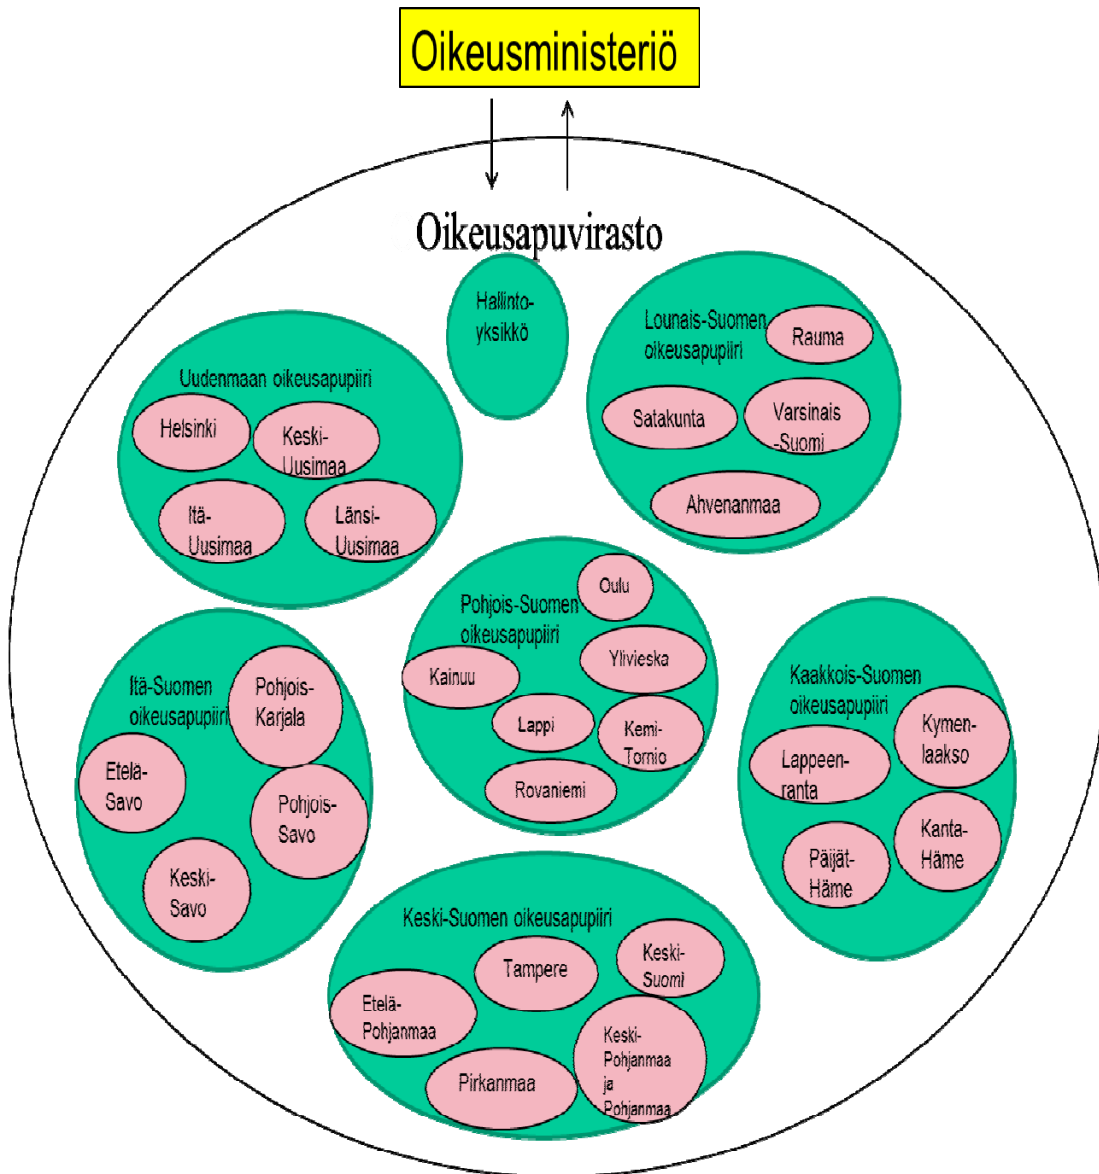 Oikeusministeriö
Oikeusapuvirasto
Hallinto-
yksikkö
Lounais-Suomen
oikeusapupiiri
Rauma
Satakunta
Varsinais
-Suomi
Ahvenanmaa
Uudenmaan oikeusapupiiri
Helsinki
Keski-
Uusimaa
Itä-
Uusimaa
Länsi-
Uusimaa
Pohjois-Suomen
oikeusapupiiri
Oulu
Ylivieska
Kainuu
Lappi
Kemi-
Tornio
Rovaniemi
Itä-Suomen
oikeusapupiiri
Pohjois-
Karjala
Etelä-
Savo
Pohjois-
Savo
Keski-
Savo
Kaakkois-Suomen
oikeusapupiiri
Kymen-
laakso
Lappeen-
ranta
Kanta-
Häme
Päijät-
Häme
Keski-Suomen oikeusapupiiri
Tampere
Keski-
Suomi
Etelä-
Pohjanmaa
Pirkanmaa
Keski-
Pohjanmaa
ja
Pohjanmaa